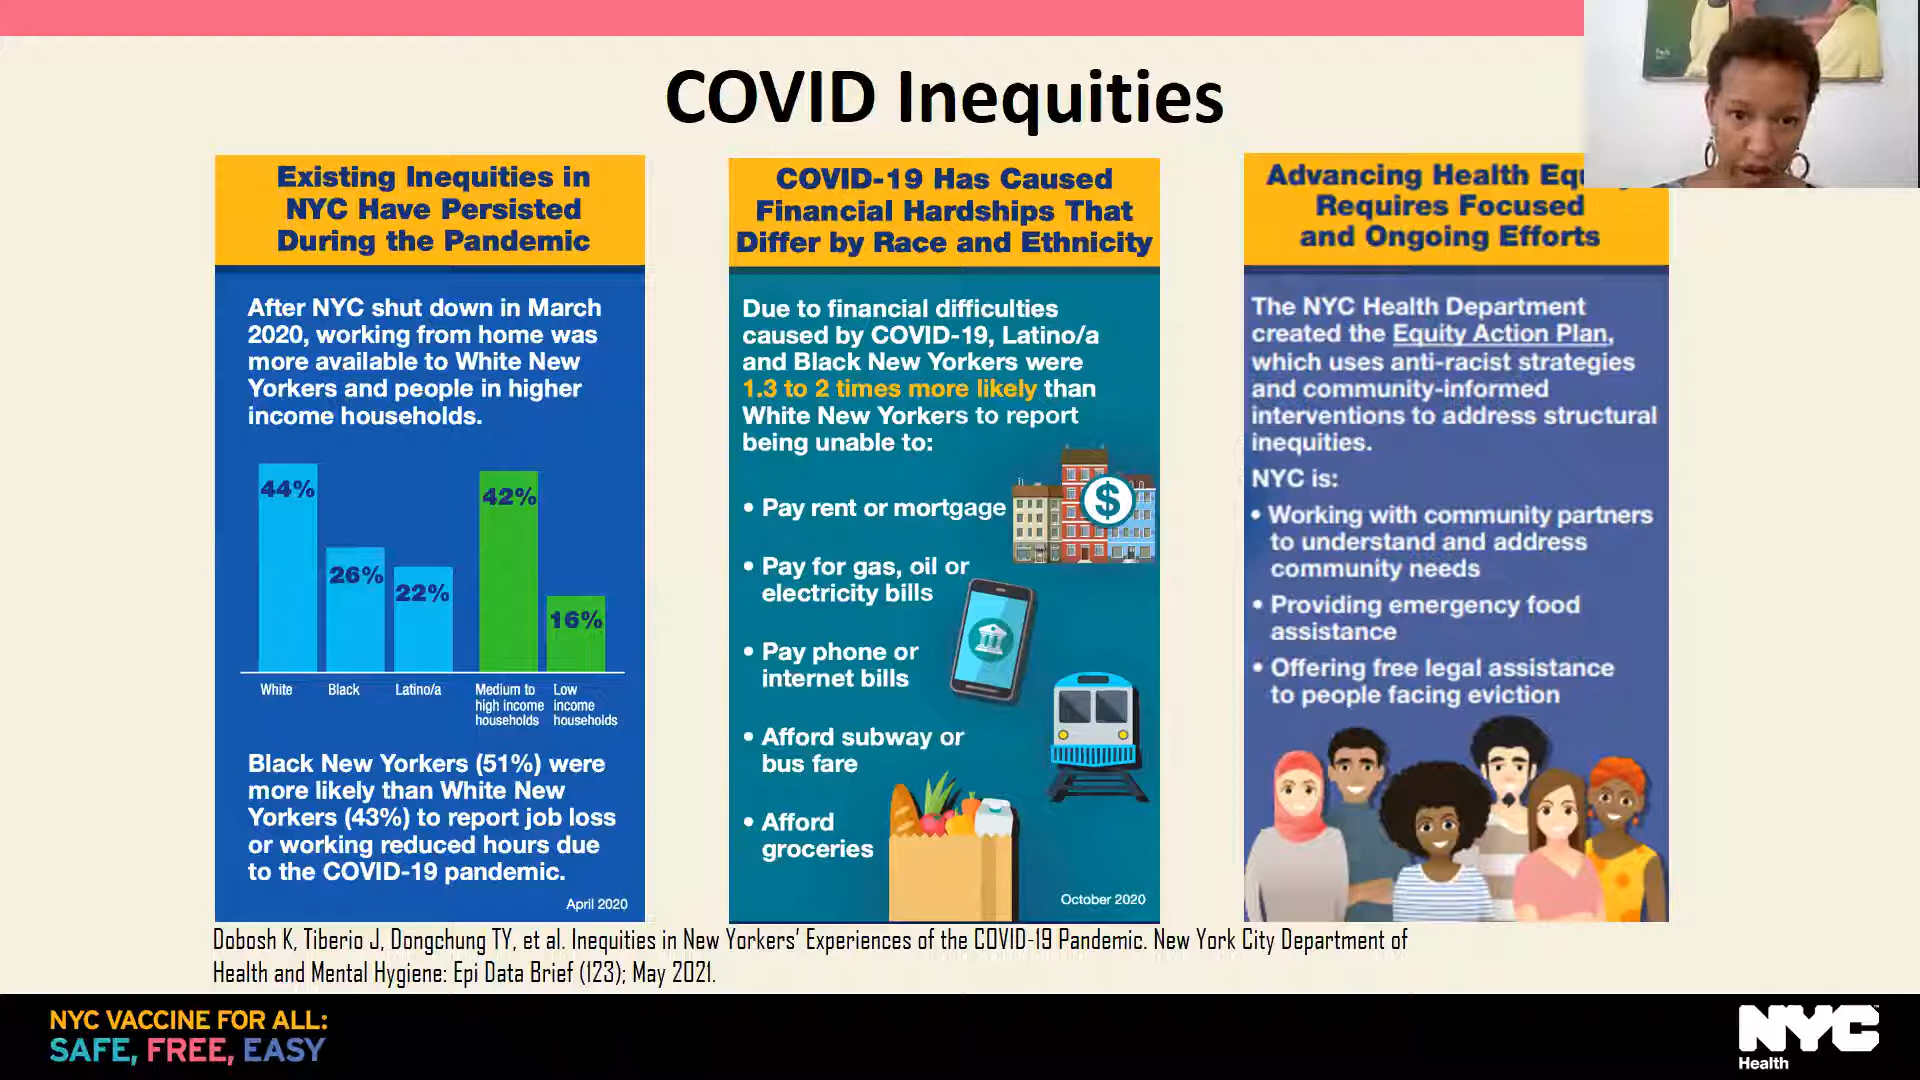 COVID Inequities
Existing Inequities in
NYC Have Persisted
During the Pandemic
After NYC shut down in March
2020, working from home was
more available to White New
Yorkers and people in higher
income households.
44%
26%
22%
42%
16%
White
Black
Latino/a
Medium to
high income
households
Low
income
households
Black New Yorkers (51%) were
more likely than White New
Yorkers (43%) to report job loss
or working reduced hours due
to the COVID-19 pandemic.
April 2020
COVID-19 Has Caused
Financial Hardships That
Differ by Race and Ethnicity
Due to financial difficulties
caused by COVID-19, Latino/a
and Black New Yorkers were
1.3 to 2 times more likely than
White New Yorkers to report
being unable to:
• Pay rent or mortgage
$
• Pay for gas, oil or
electricity bills
• Pay phone or
internet bills
• Afford subway or
bus fare
• Afford
groceries
October 2020
Advancing Health
Requires Focused
and Ongoing Efforts
The NYC Health Department
created the Equity Action Plan,
which uses anti-racist strategies
and community-informed
interventions to address structural
inequities.
NYC is:
• Working with community partners
to understand and address
community needs
• Providing emergency food
assistance
• Offering free legal assistance
to people facing eviction
Dobosh K, Tiberio J, Dongchung TY, et al. Inequities in New Yorkers' Experiences of the COVID-19 Pandemic. New York City Department of
Health and Mental Hygiene: Epi Data Brief (123); May 2021.
NYC VACCINE FOR ALL:
SAFE, FREE, EASY
NYC
Health